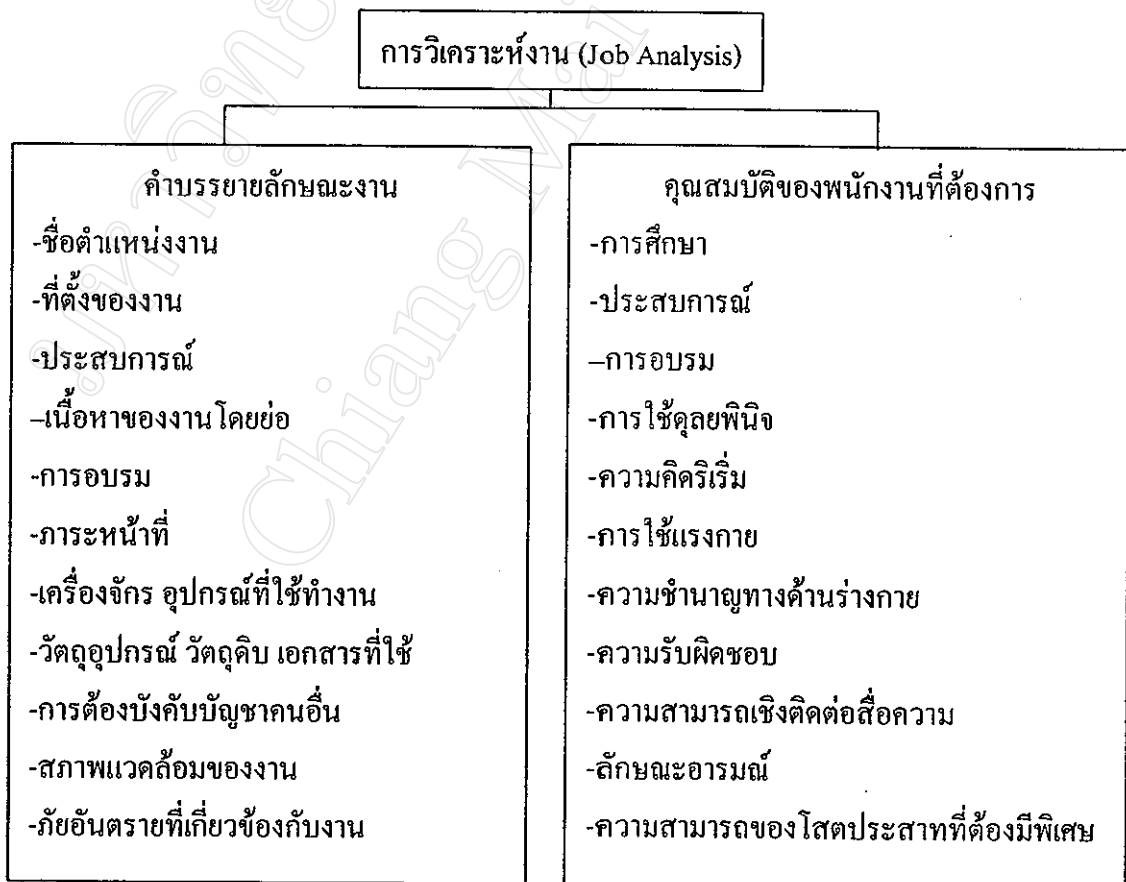 การวิเคราะห์งาน (Job Analysis)
คำบรรยายลักษณะงาน
-ชื่อตำแหน่งงาน
-ที่ตั้งของงาน
-ประสบการณ์
–เนื้อหาของงานโดยย่อ
-การอบรม
-ภาระหน้าที่
-เครื่องจักร อุปกรณ์ที่ใช้ทำงาน
-วัตถุอุปกรณ์ วัตถุดิบ เอกสารที่ใช้
-การต้องบังคับบัญชาคนอื่น
-สภาพแวดล้อมของงาน
-ภัยอันตรายที่เกี่ยวข้องกับงาน
คุณสมบัติของพนักงานที่ต้องการ
-การศึกษา
-ประสบการณ์
–การอบรม
-การใช้ดุลยพินิจ
-ความคิดริเริ่ม
-การใช้แรงกาย
-ความชำนาญทางด้านร่างกาย
-ความรับผิดชอบ
-ความสามารถเชิงติดต่อสื่อความ
-ลักษณะอารมณ์
-ความสามารถของโสตประสาทที่ต้องมีพิเศษ
Chiang Mai